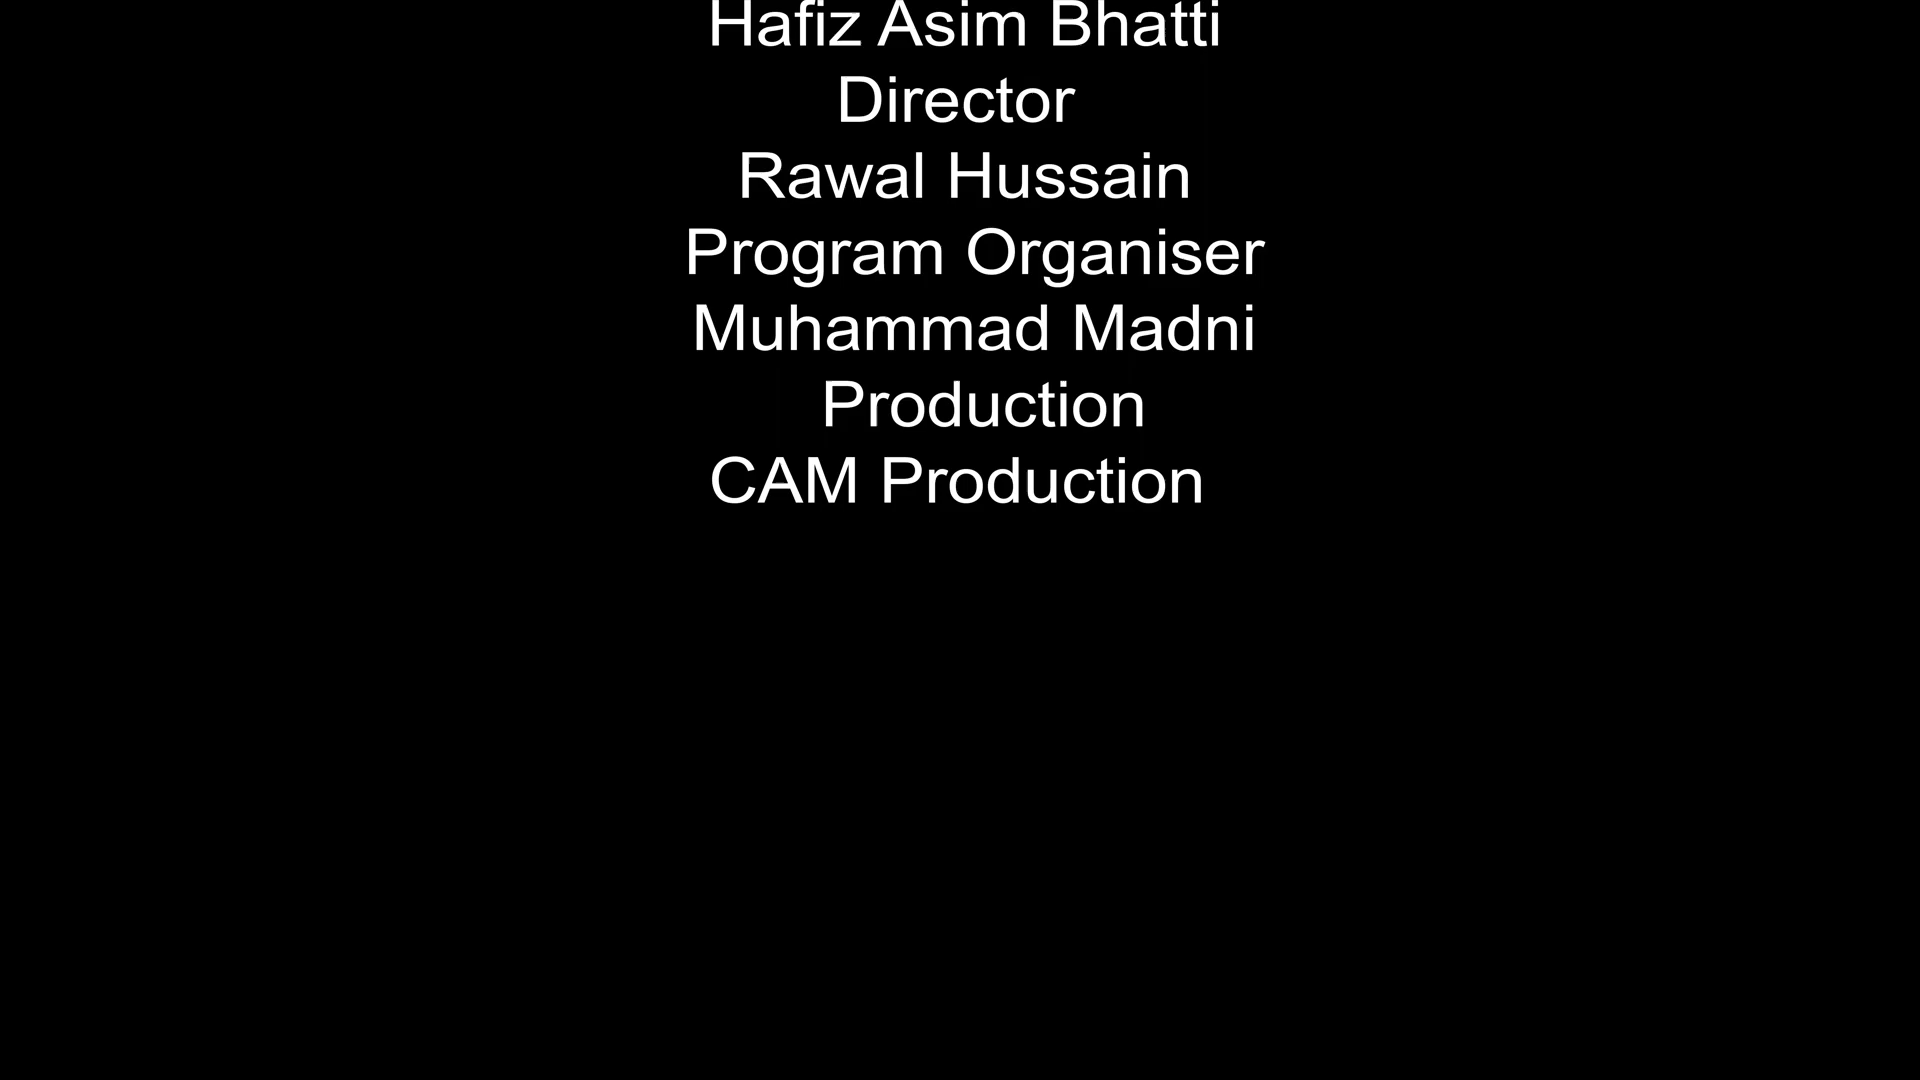 Hafiz Asim Bhatti
Director
Rawal Hussain
Program Organiser
Muhammad Madni
Production
CAM Production